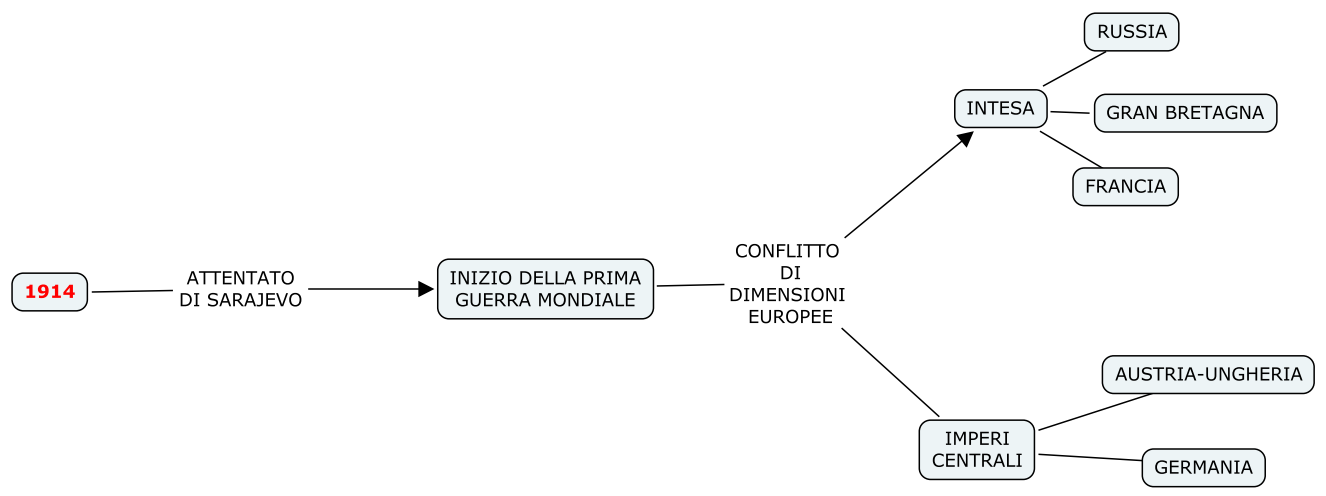 1914
ATTENTATO
DI SARAJEVO
INIZIO DELLA PRIMA
GUERRA MONDIALE
CONFLITTO
DI
DIMENSIONI
EUROPEE
INTESA
RUSSIA
GRAN BRETAGNA
FRANCIA
IMPERI
CENTRALI
AUSTRIA-UNGHERIA
GERMANIA